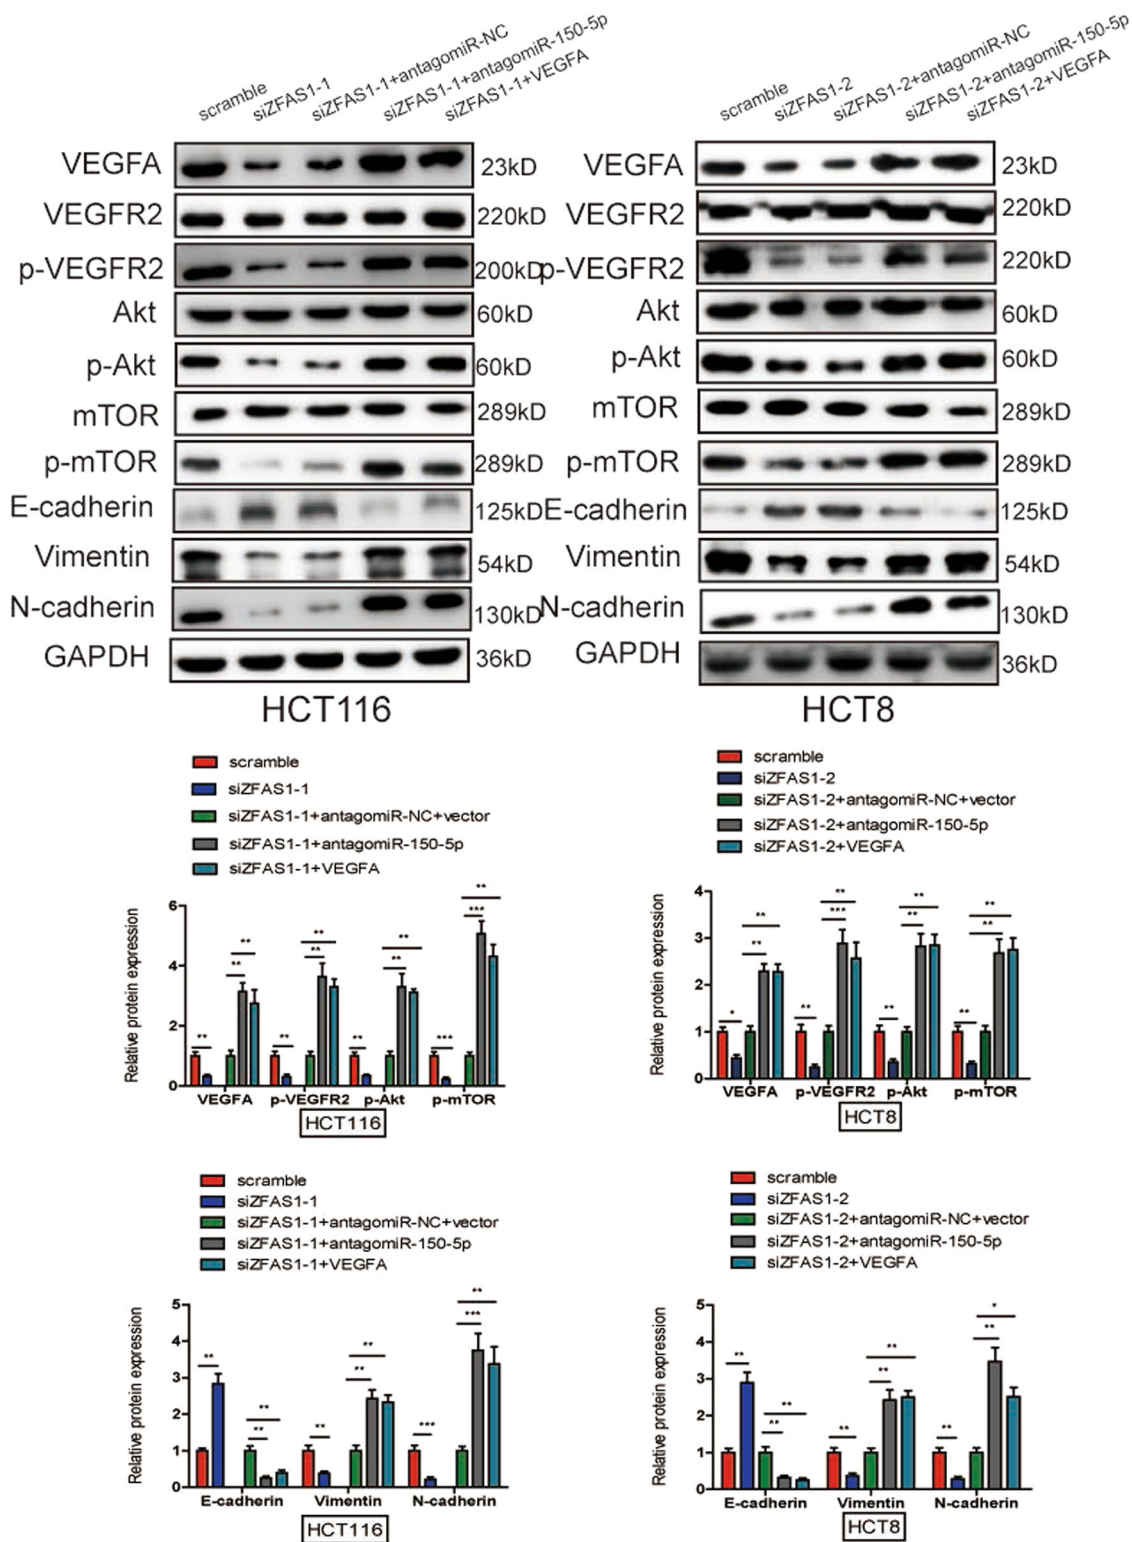 scramble
siZFAS1-1
siZFAS1-1+antagomiR-NC
siZFAS1-1+antagomiR-150-5p
siZFAS1-1+VEGFA
VEGFA 23kD
VEGFR2 220kD
p-VEGFR2 200kD
Akt 60kD
p-Akt 60kD
mTOR 289kD
p-mTOR 289kD
E-cadherin 125kD
Vimentin 54kD
N-cadherin 130kD
GAPDH 36kD
HCT116
scramble
siZFAS1-2
siZFAS1-2+antagomiR-NC
siZFAS1-2+antagomiR-150-5p
siZFAS1-2+VEGFA
VEGFA 23kD
VEGFR2 220kD
p-VEGFR2 220kD
Akt 60kD
p-Akt 60kD
mTOR 289kD
p-mTOR 289kD
E-cadherin 125kD
Vimentin 54kD
N-cadherin 130kD
GAPDH 36kD
HCT8
scramble
siZFAS1-1
siZFAS1-1+antagomiR-NC+vector
siZFAS1-1+antagomiR-150-5p
siZFAS1-1+VEGFA
Relative protein expression
6
4
2
0
** ** ** ** ** ** ** ** ** *** *** **
VEGFA p-VEGFR2 p-Akt p-mTOR
HCT116
scramble
siZFAS1-2
siZFAS1-2+antagomiR-NC+vector
siZFAS1-2+antagomiR-150-5p
siZFAS1-2+VEGFA
Relative protein expression
4
3
2
1
0
* ** ** ** *** ** ** ** ** ** ** **
VEGFA p-VEGFR2 p-Akt p-mTOR
HCT8
scramble
siZFAS1-1
siZFAS1-1+antagomiR-NC+vector
siZFAS1-1+antagomiR-150-5p
siZFAS1-1+VEGFA
Relative protein expression
5
4
3
2
1
0
** ** ** ** ** ** *** *** **
E-cadherin Vimentin N-cadherin
HCT116
scramble
siZFAS1-2
siZFAS1-2+antagomiR-NC+vector
siZFAS1-2+antagomiR-150-5p
siZFAS1-2+VEGFA
Relative protein expression
5
4
3
2
1
0
** ** ** ** ** ** ** ** *
E-cadherin Vimentin N-cadherin
HCT8